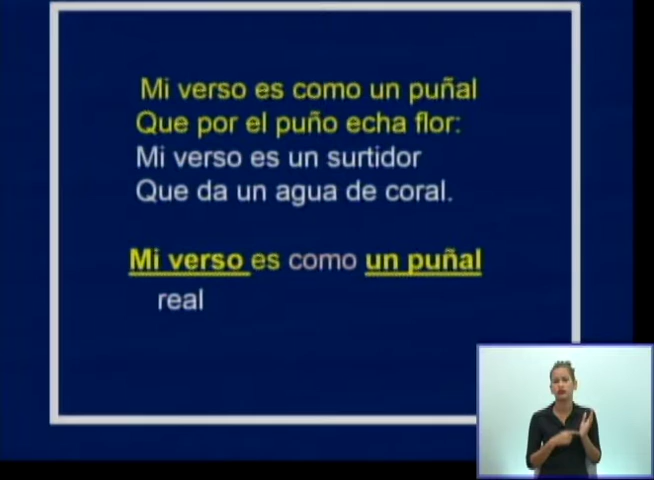 Mi verso es como un puñal
Que por el puño echa flor:
Mi verso es un surtidor
Que da un agua de coral.
Mi verso es como un puñal
real